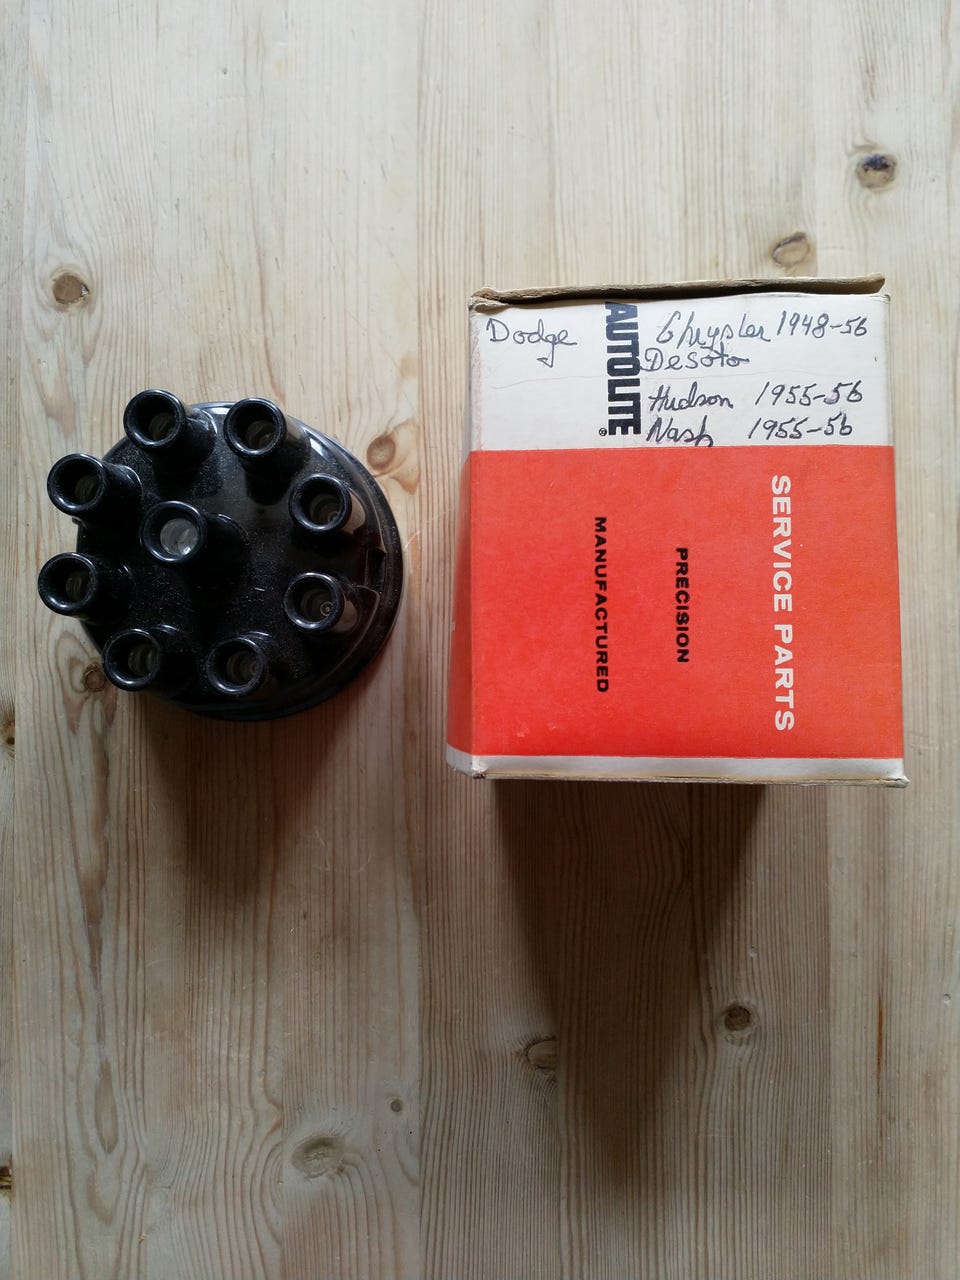 Dodge
AUTOLITE®
Chrysler 1948-56
DeSoto
Hudson 1955-56
Nash 1955-56
SERVICE PARTS
PRECISION
MANUFACTURED